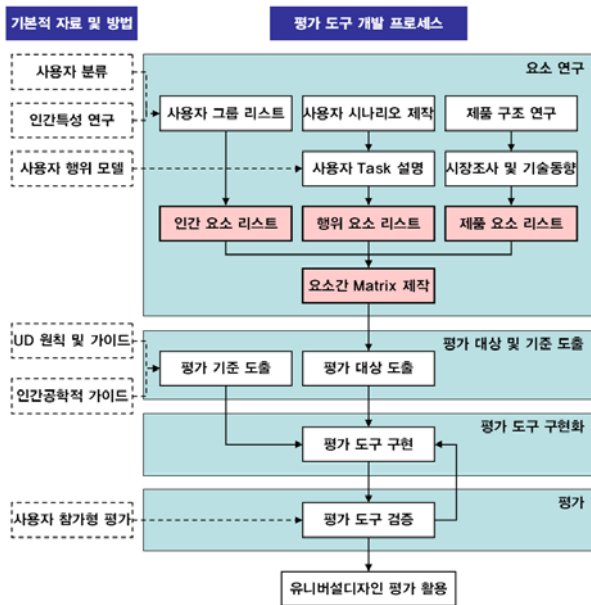 기본적 자료 및 방법
평가 도구 개발 프로세스
요소 연구
사용자 분류
인간특성 연구
사용자 그룹 리스트
사용자 시나리오 제작
제품 구조 연구
사용자 행위 모델
사용자 Task 설명
시장조사 및 기술동향
인간 요소 리스트
행위 요소 리스트
제품 요소 리스트
요소간 Matrix 제작
UD 원칙 및 가이드
평가 대상 및 기준 도출
평가 기준 도출
평가 대상 도출
인간공학적 가이드
평가 도구 구현화
평가 도구 구현
평가
사용자 참가형 평가
평가 도구 검증
유니버설디자인 평가 활용